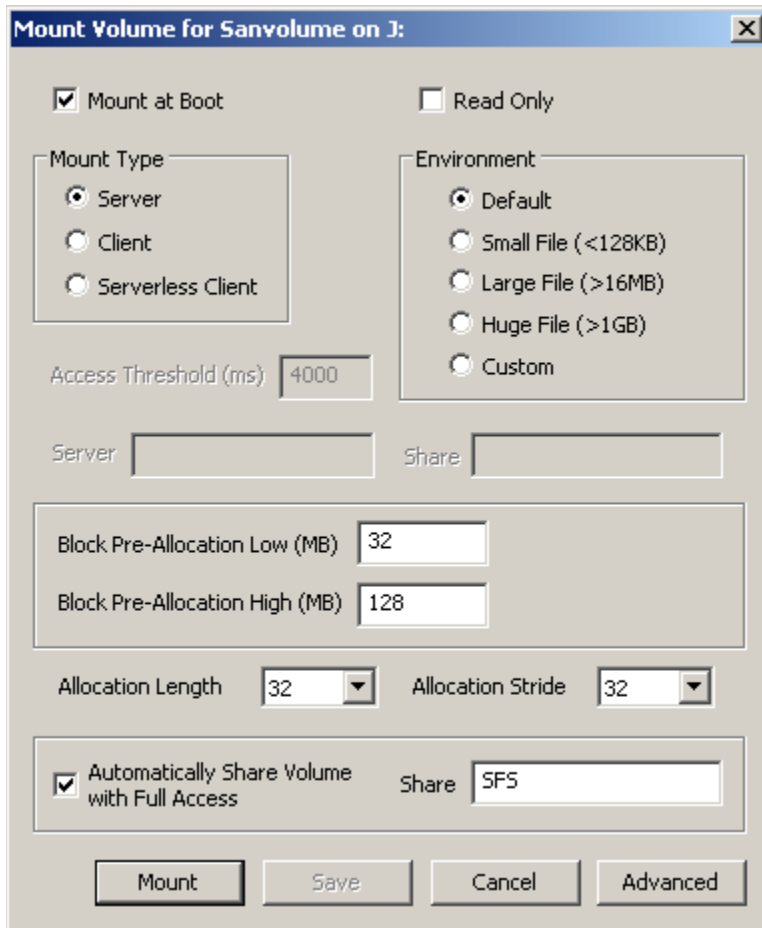 Mount Volume for Sanvolume on J:
Mount at Boot
Read Only
Mount Type
Server
Client
Serverless Client
Environment
Default
Small File (<128KB)
Large File (>16MB)
Huge File (>1GB)
Custom
Access Threshold (ms) 4000
Server
Share
Block Pre-Allocation Low (MB) 32
Block Pre-Allocation High (MB) 128
Allocation Length 32
Allocation Stride 32
Automatically Share Volume
with Full Access
Share SFS
Mount
Save
Cancel
Advanced